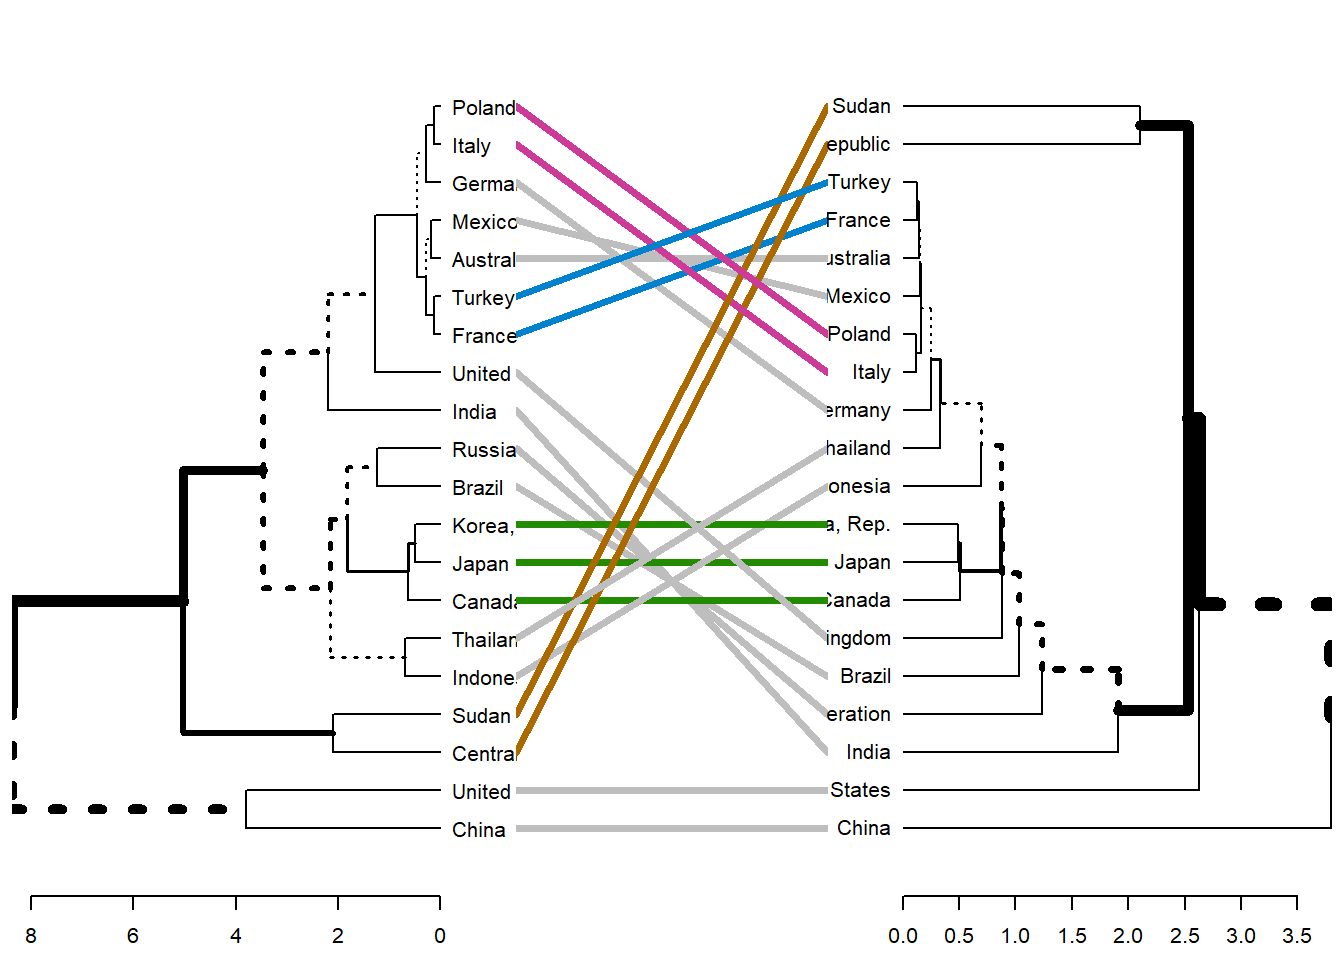 Poland Sudan
Italy epublic
Germa Turkey
Mexico France
Austral ustralia
Turkey Mexico
France Poland
United Italy
India ermany
Russia hailand
Brazil onesia
Korea, a, Rep.
Japan Japan
Canada Canada
Thailan ingdom
Indone Brazil
Sudan eration
Centra India
United States
China China
8 6 4 2 0 0.0 0.5 1.0 1.5 2.0 2.5 3.0 3.5